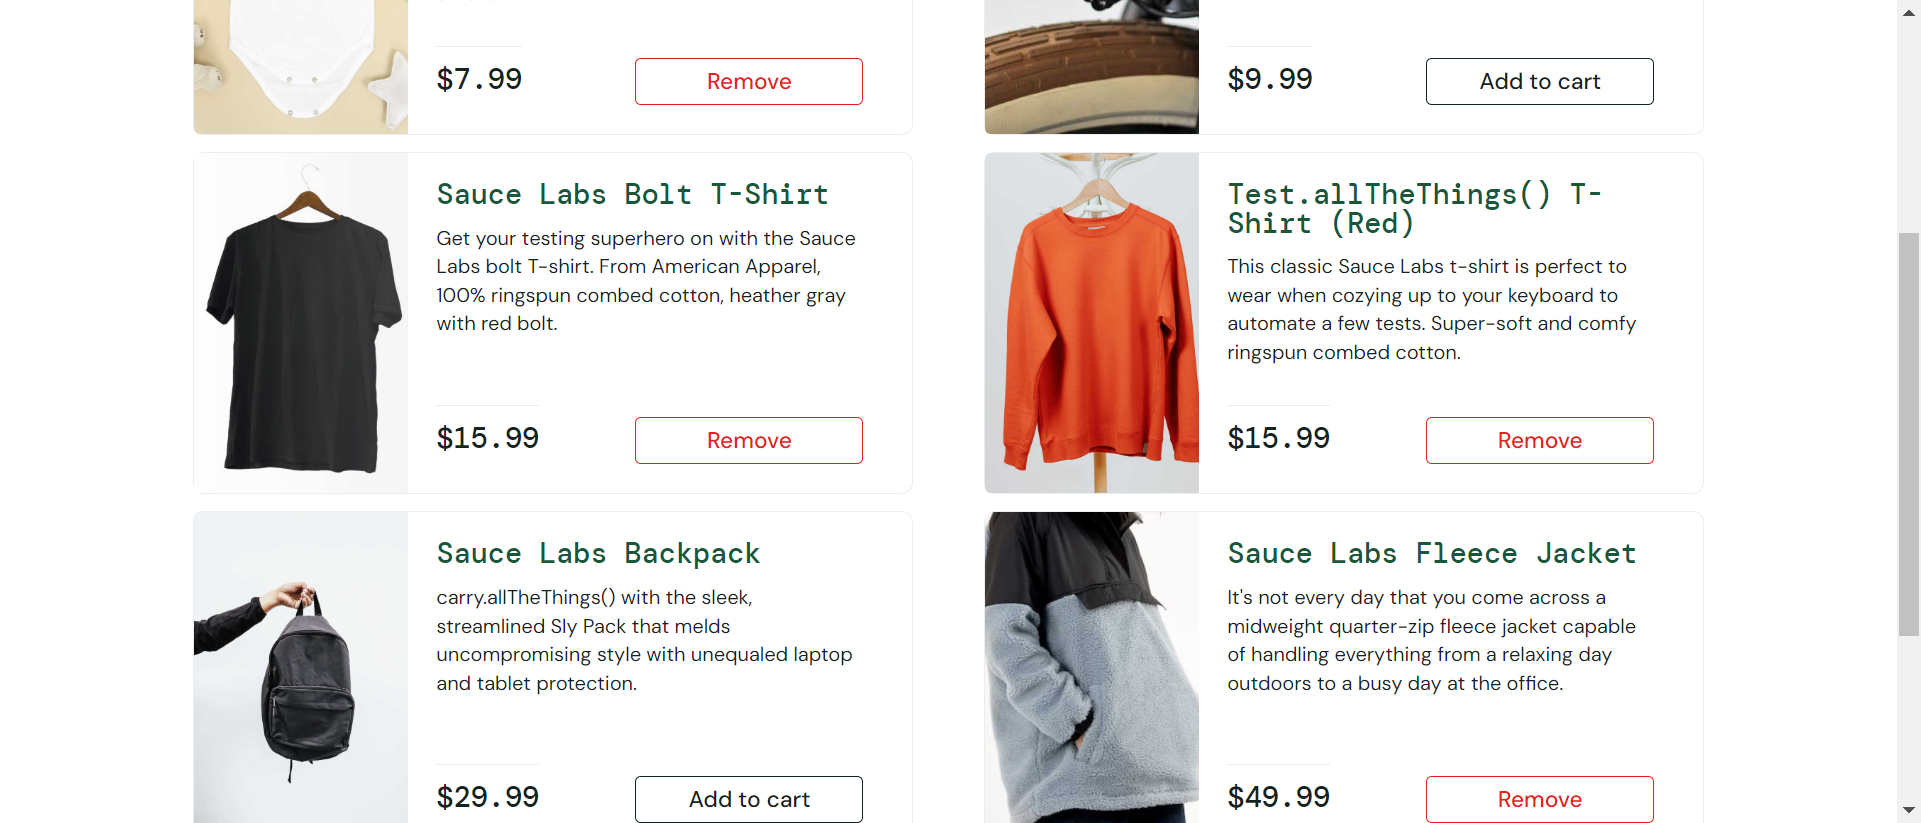 $7.99
Remove
$9.99
Add to cart
Sauce Labs Bolt T-Shirt
Get your testing superhero on with the Sauce
Labs bolt T-shirt. From American Apparel,
100% ringspun combed cotton, heather gray
with red bolt.
$15.99
Remove
Test.allTheThings() T-
Shirt (Red)
This classic Sauce Labs t-shirt is perfect to
wear when cozying up to your keyboard to
automate a few tests. Super-soft and comfy
ringspun combed cotton.
$15.99
Remove
Sauce Labs Backpack
carry.allTheThings() with the sleek,
streamlined Sly Pack that melds
uncompromising style with unequaled laptop
and tablet protection.
$29.99
Add to cart
Sauce Labs Fleece Jacket
It's not every day that you come across a
midweight quarter-zip fleece jacket capable
of handling everything from a relaxing day
outdoors to a busy day at the office.
$49.99
Remove